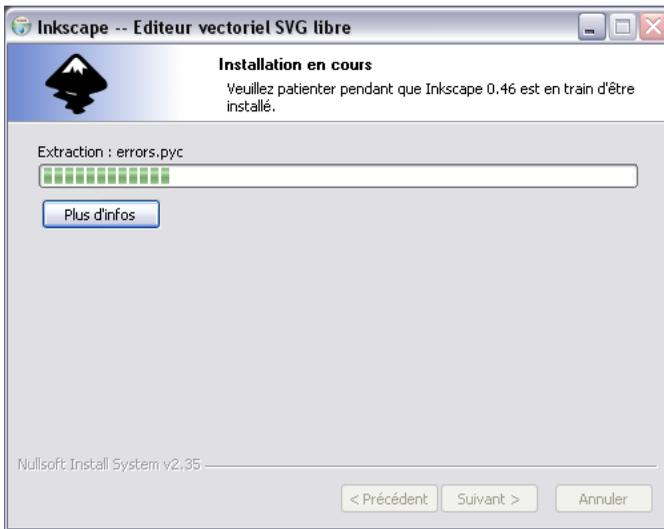 Inkscape -- Editeur vectoriel SVG libre
Installation en cours
Veuillez patienter pendant que Inkscape 0.46 est en train d'être
installé.
Extraction : errors.pyc
Plus d'infos
Nullsoft Install System v2.35
< Précédent
Suivant >
Annuler